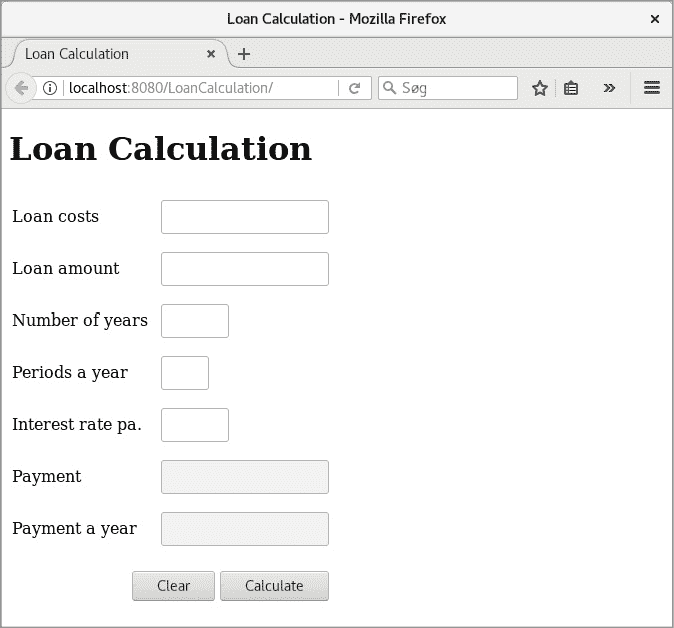 Loan Calculation - Mozilla Firefox
Loan Calculation
localhost:8080/LoanCalculation/ Søg
Loan Calculation
Loan costs
Loan amount
Number of years
Periods a year
Interest rate pa.
Payment
Payment a year
Clear Calculate